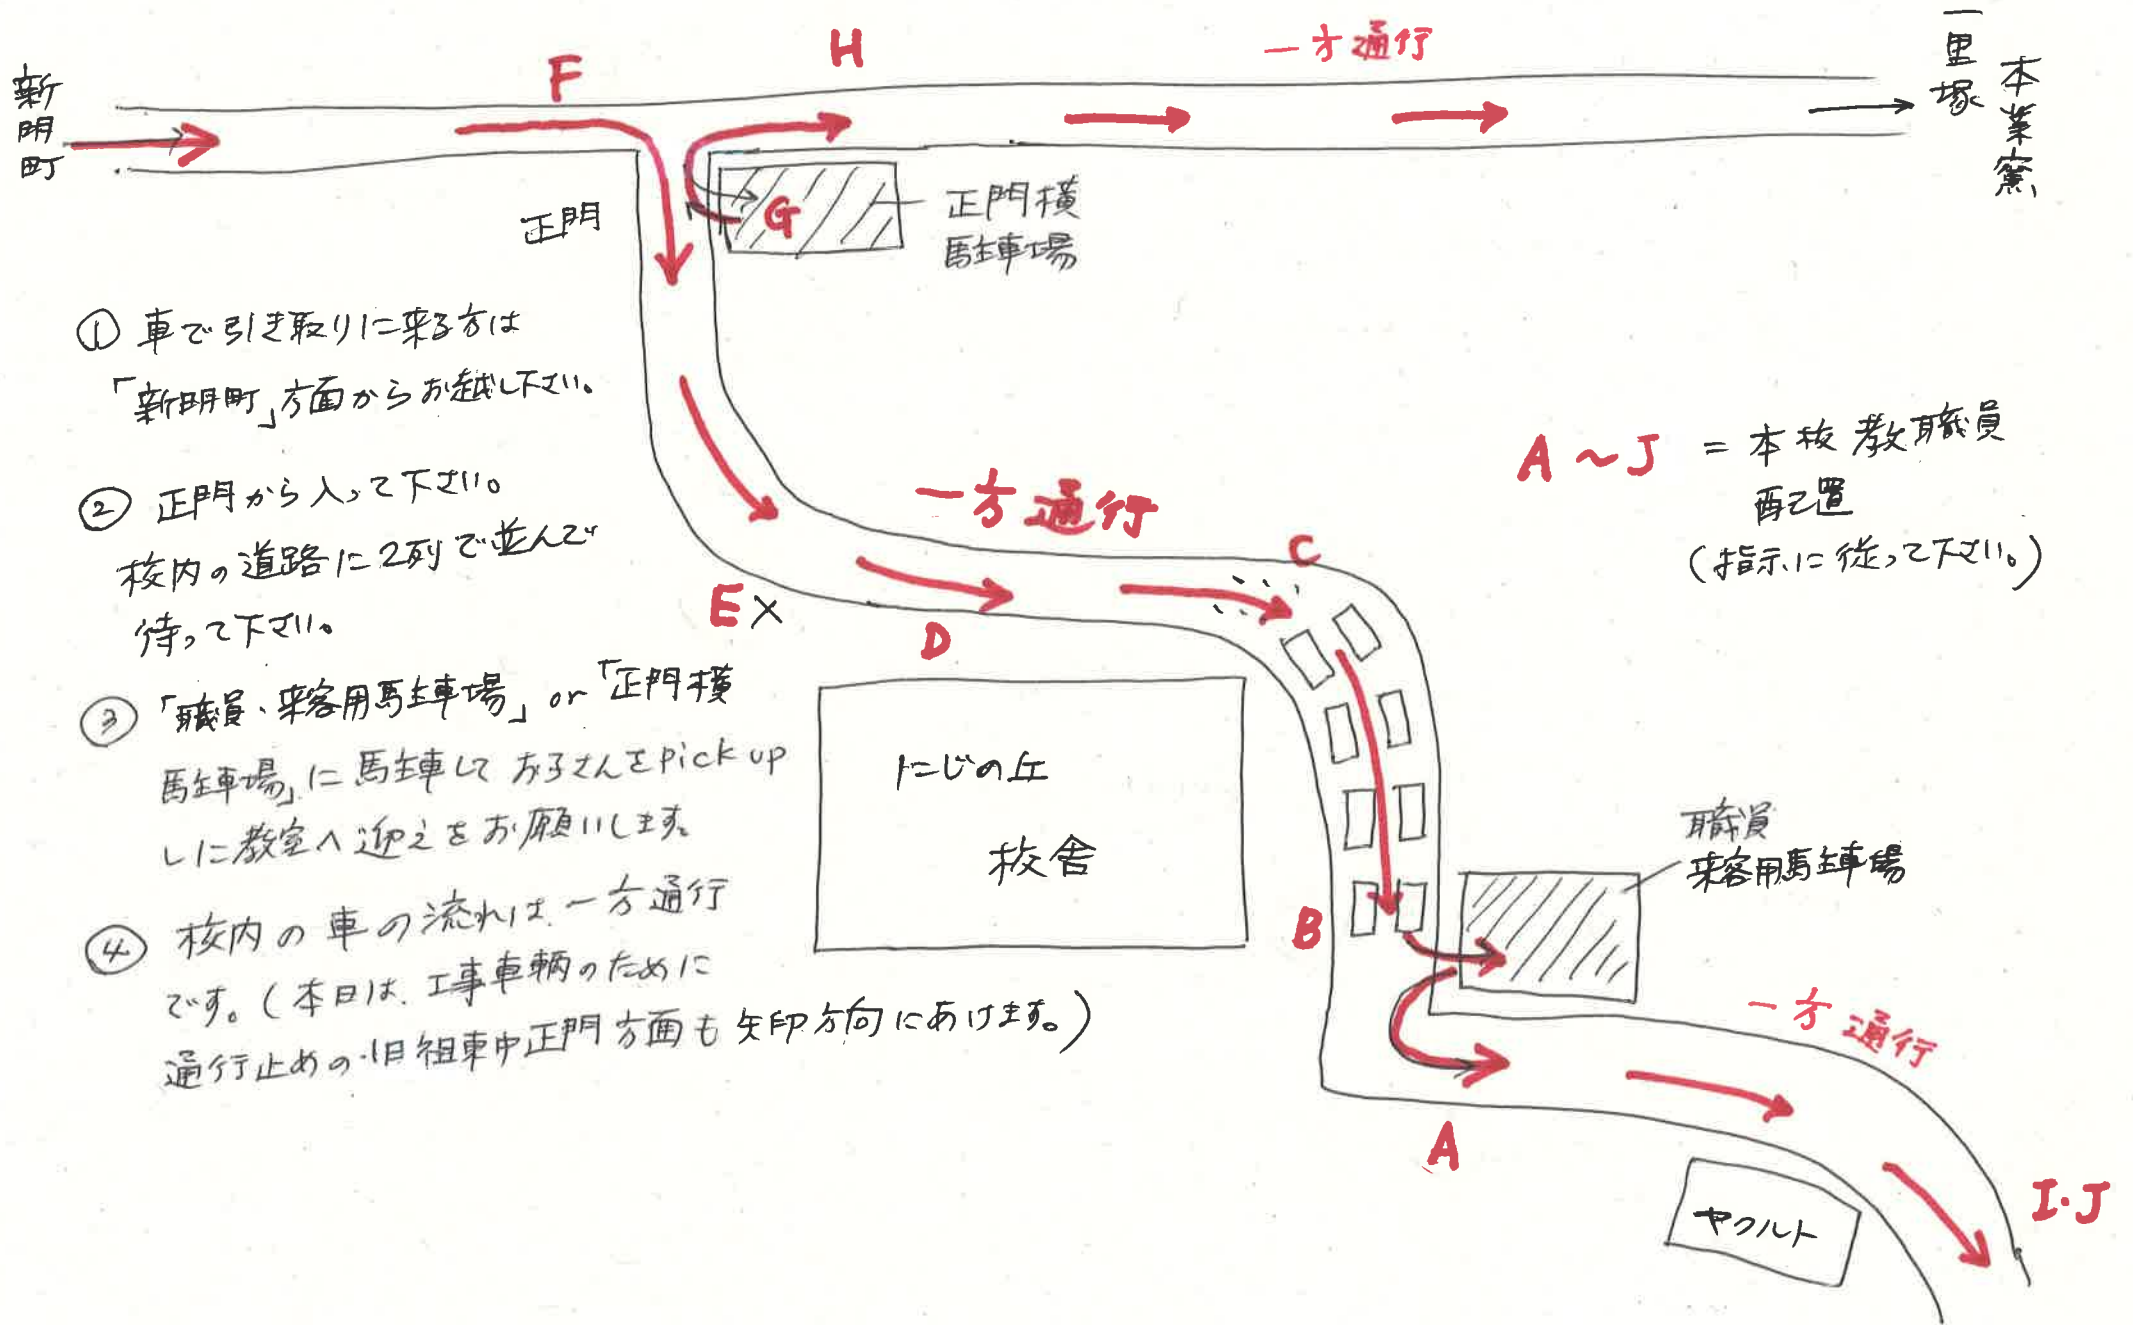 F
H
一方通行
新明町
一里塚
本業窯
正門
G
正門横
駐車場
① 車で引き取りに来る方は
「新明町」方面からお越し下さい。
② 正門から入って下さい。
校内の道路に2列で並んで
待って下さい。
③ 「職員・来客用駐車場」or「正門横
駐車場」に駐車して お子さんをpick up
しに教室へ迎えをお願いします。
④ 校内の車の流れは、一方通行
です。(本日は、工事車輌のために
通行止めの旧祖東中正門方面も矢印方向にあけます。)
A~J = 本校教職員
配置
(指示に従って下さい。)
一方通行
C
E×
D
にじの丘
校舎
B
職員
来客用駐車場
一方通行
A
I・J
ヤクルト